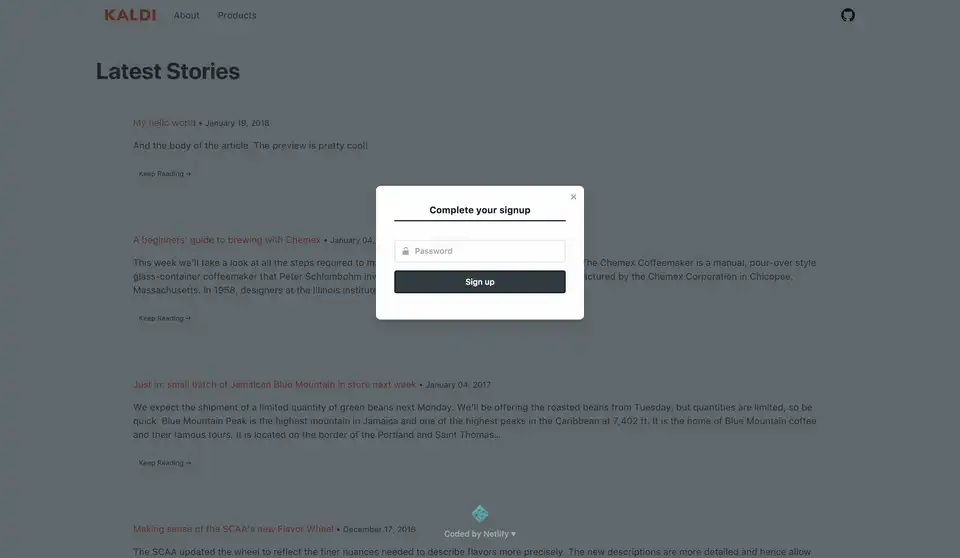 KALDI About Products
Latest Stories
My hello world • January 19, 2018
And the body of the article. The preview is pretty cool!
Keep Reading →
×
Complete your signup
Password
Sign up
A beginners' guide to brewing with Chemex • January 04,
This week we'll take a look at all the steps required to m he Chemex Coffeemaker is a manual, pour-over style
glass-container coffeemaker that Peter Schlumbohm inv ctured by the Chemex Corporation in Chicopee,
Massachusetts. In 1958, designers at the Illinois Institute
Keep Reading →
Just in: small batch of Jamaican Blue Mountain in store next week • January 04, 2017
We expect the shipment of a limited quantity of green beans next Monday. We'll be offering the roasted beans from Tuesday, but quantities are limited, so be
quick. Blue Mountain Peak is the highest mountain in Jamaica and one of the highest peaks in the Caribbean at 7,402 ft. It is the home of Blue Mountain coffee
and their famous tours. It is located on the border of the Portland and Saint Thomas…
Keep Reading →
Making sense of the SCAA's new Flavor Wheel • December 17, 2016
Coded by Netlify ♥
The SCAA updated the wheel to reflect the finer nuances needed to describe flavors more precisely. The new descriptions are more detailed and hence allow